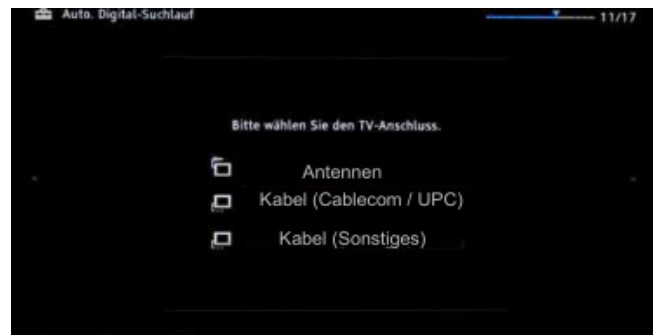 Auto. Digital-Suchlauf 11/17
Bitte wählen Sie den TV-Anschluss.
Antennen
Kabel (Cablecom / UPC)
Kabel (Sonstiges)